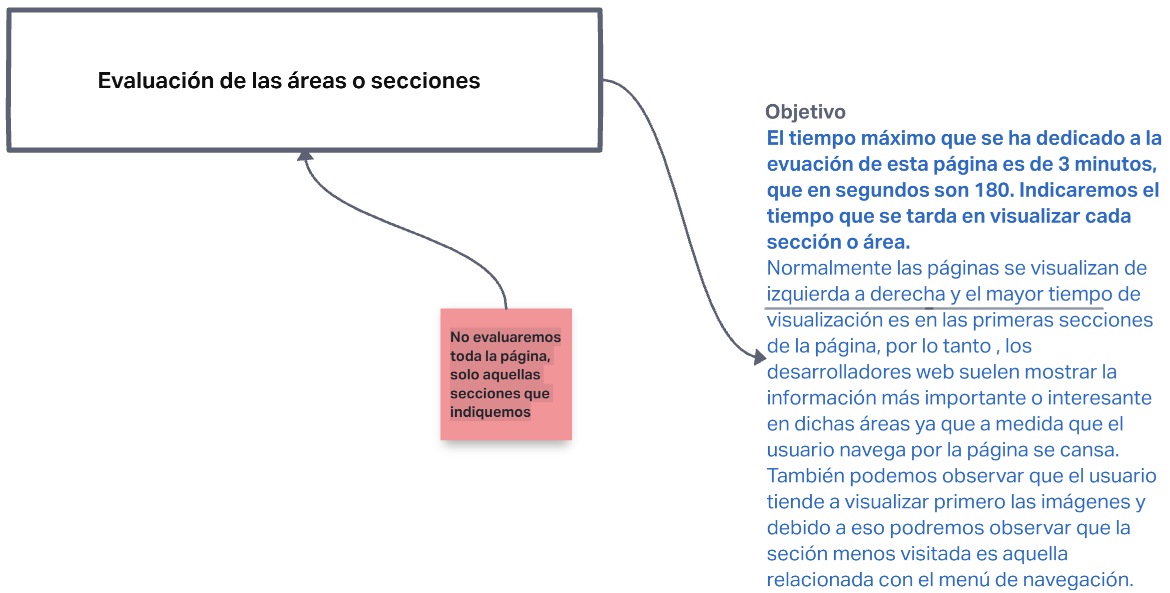 Evaluación de las áreas o secciones
Objetivo
El tiempo máximo que se ha dedicado a la
evuación de esta página es de 3 minutos,
que en segundos son 180. Indicaremos el
tiempo que se tarda en visualizar cada
sección o área.
Normalmente las páginas se visualizan de
izquierda a derecha y el mayor tiempo de
visualización es en las primeras secciones
de la página, por lo tanto , los
desarrolladores web suelen mostrar la
información más importante o interesante
en dichas áreas ya que a medida que el
usuario navega por la página se cansa.
También podemos observar que el usuario
tiende a visualizar primero las imágenes y
debido a eso podremos observar que la
seción menos visitada es aquella
relacionada con el menú de navegación.
No evaluaremos
toda la página,
solo aquellas
secciones que
indiquemos